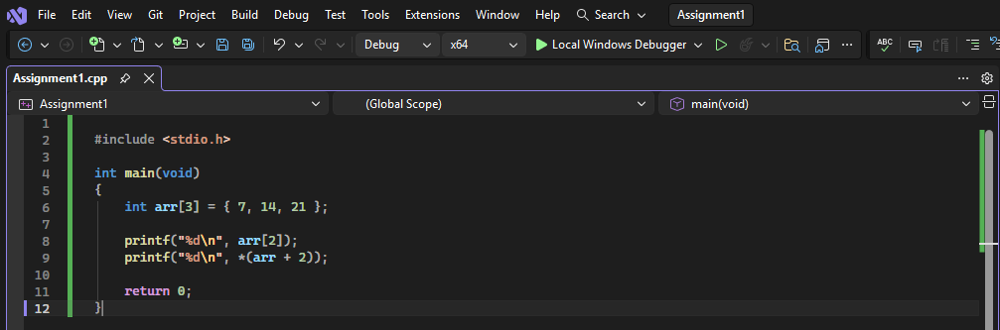 File Edit View Git Project Build Debug Test Tools Extensions Window Help Search Assignment1
Debug x64 Local Windows Debugger ABC
Assignment1.cpp
Assignment1 (Global Scope) main(void)
1
2 #include <stdio.h>
3
4 int main(void)
5 {
6 int arr[3] = { 7, 14, 21 };
7
8 printf("%d\n", arr[2]);
9 printf("%d\n", *(arr + 2));
10
11 return 0;
12 }